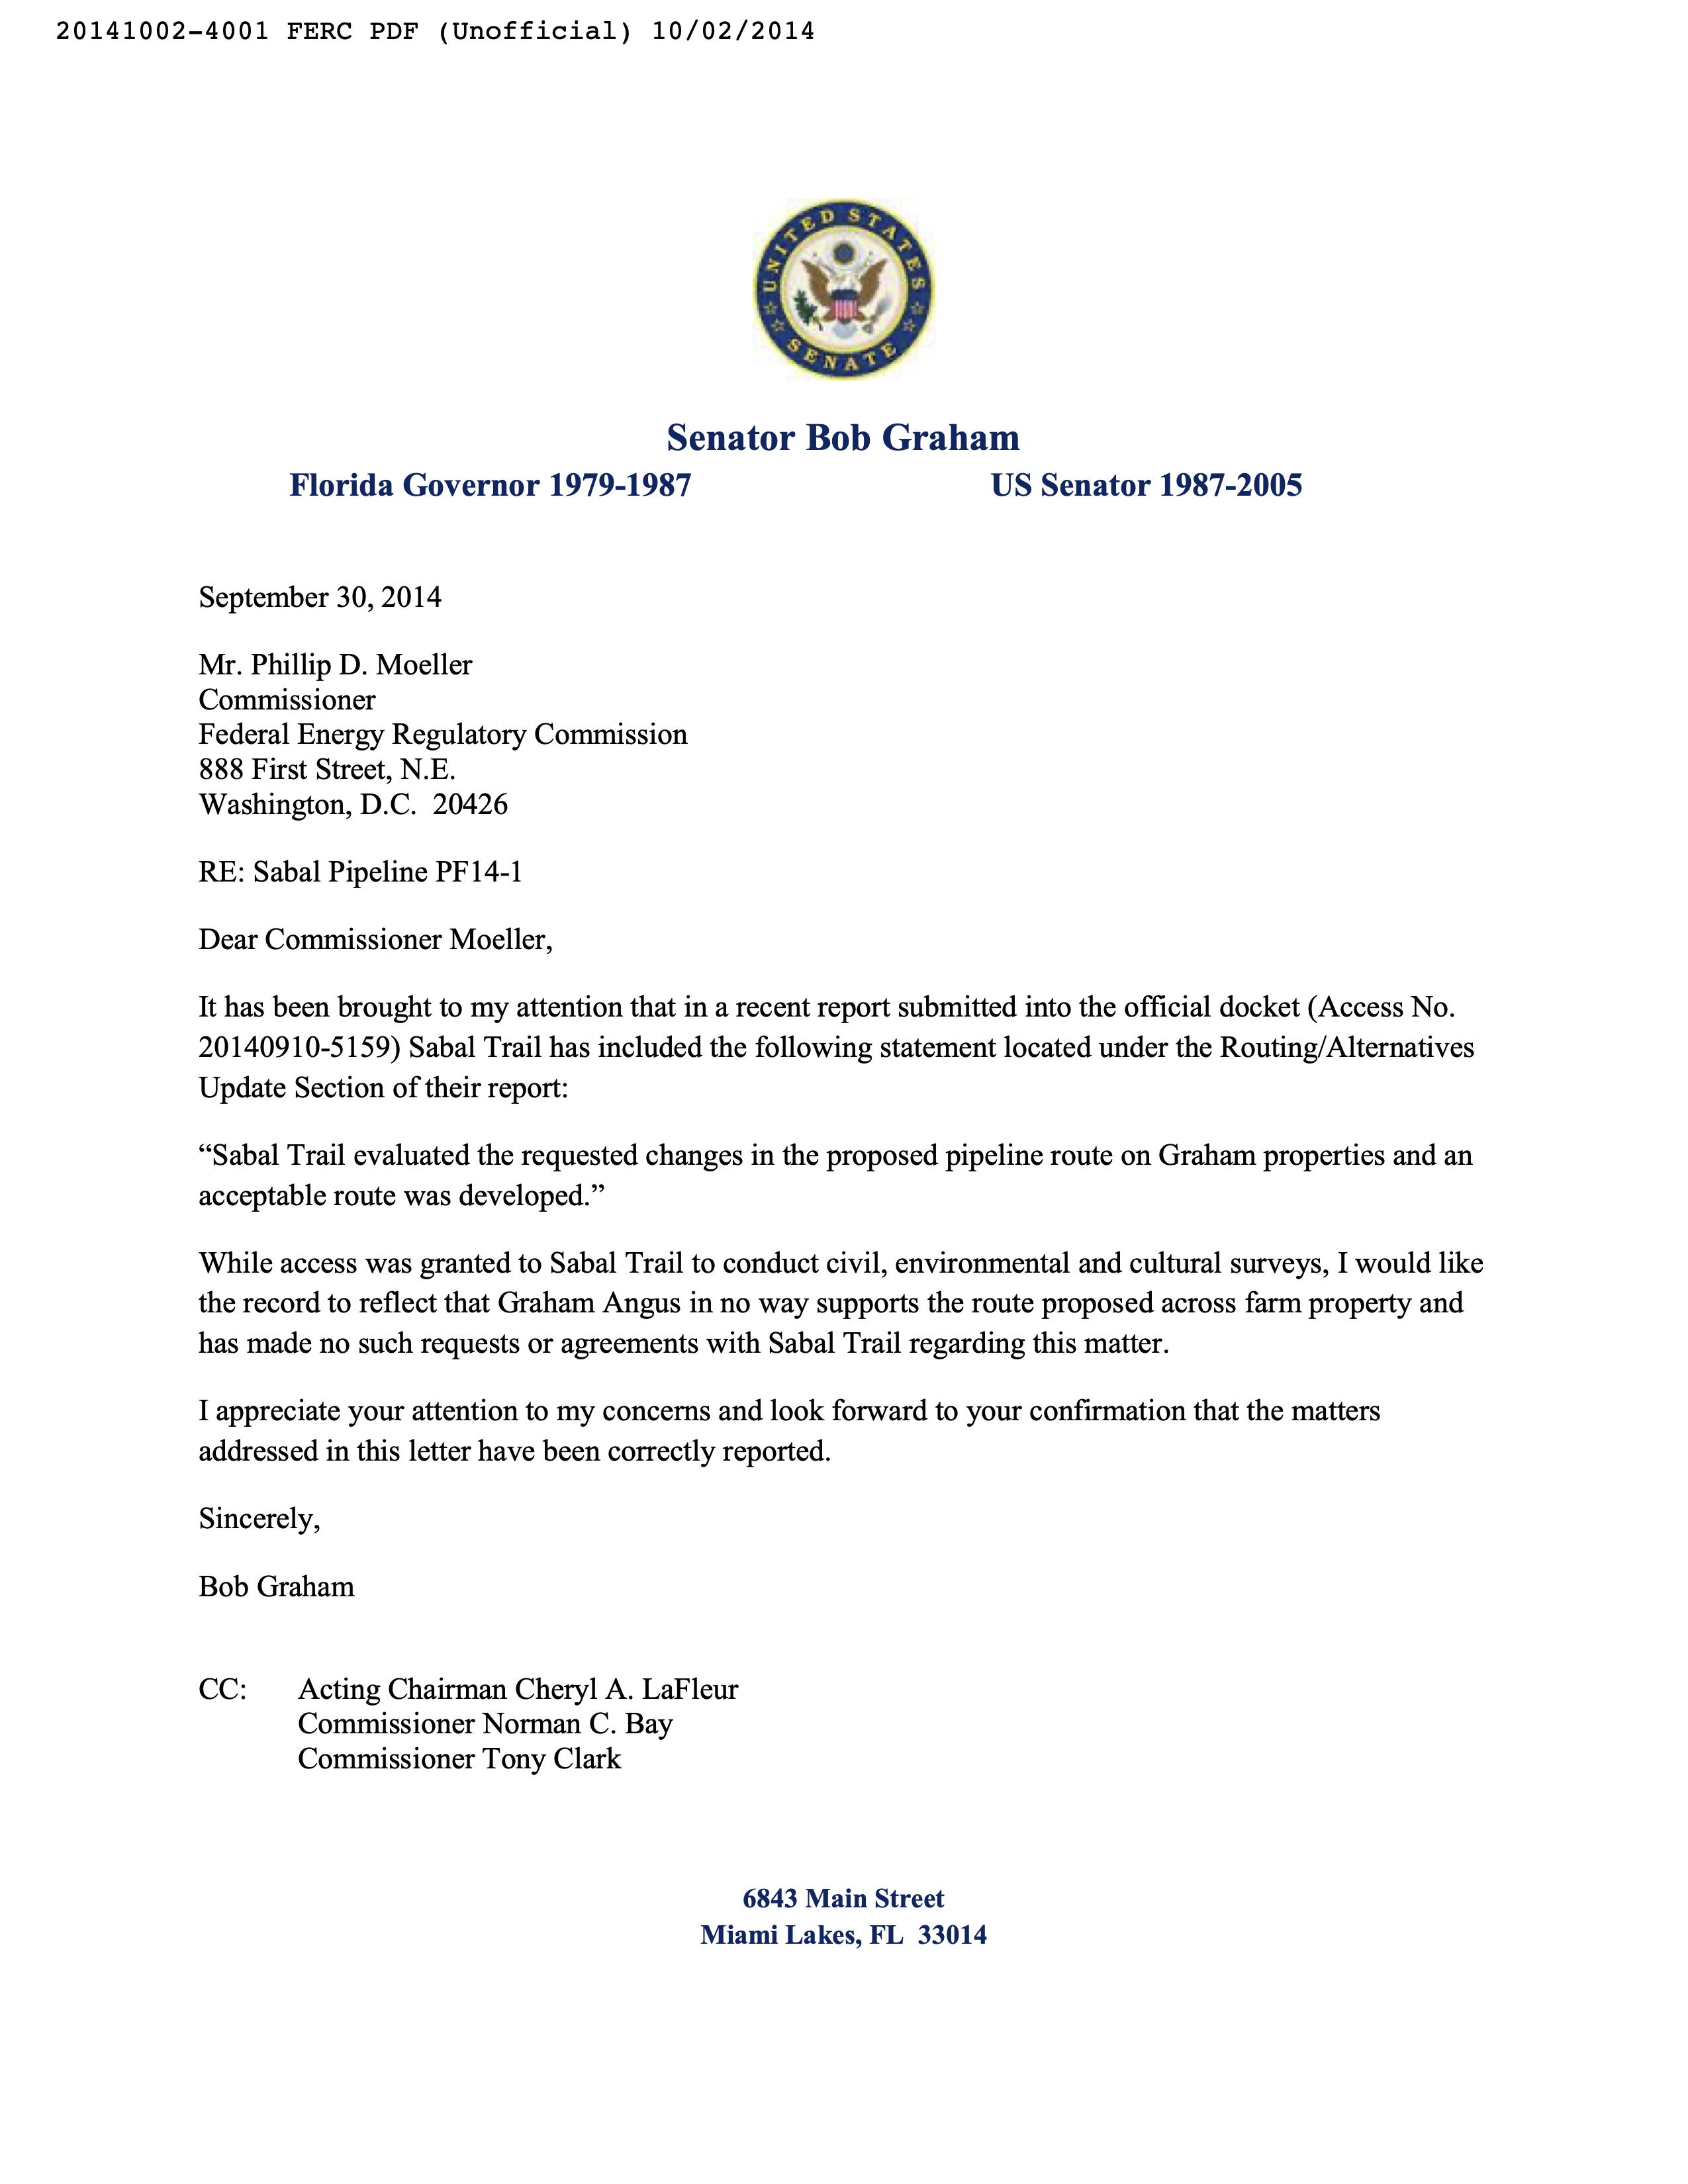 20141002-4001 FERC PDF (Unofficial) 10/02/2014
UNITED STATES
SENATE
Senator Bob Graham
Florida Governor 1979-1987 US Senator 1987-2005
September 30, 2014
Mr. Phillip D. Moeller
Commissioner
Federal Energy Regulatory Commission
888 First Street, N.E.
Washington, D.C.  20426
RE: Sabal Pipeline PF14-1
Dear Commissioner Moeller,
It has been brought to my attention that in a recent report submitted into the official docket (Access No.
20140910-5159) Sabal Trail has included the following statement located under the Routing/Alternatives
Update Section of their report:
“Sabal Trail evaluated the requested changes in the proposed pipeline route on Graham properties and an
acceptable route was developed.”
While access was granted to Sabal Trail to conduct civil, environmental and cultural surveys, I would like
the record to reflect that Graham Angus in no way supports the route proposed across farm property and
has made no such requests or agreements with Sabal Trail regarding this matter.
I appreciate your attention to my concerns and look forward to your confirmation that the matters
addressed in this letter have been correctly reported.
Sincerely,
Bob Graham
CC: Acting Chairman Cheryl A. LaFleur
Commissioner Norman C. Bay
Commissioner Tony Clark
6843 Main Street
Miami Lakes, FL  33014